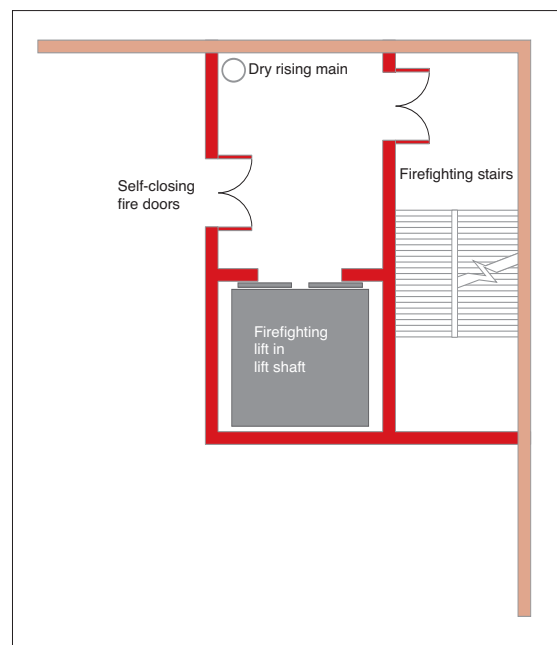 Dry rising main
Self-closing
fire doors
Firefighting stairs
Firefighting
lift in
lift shaft